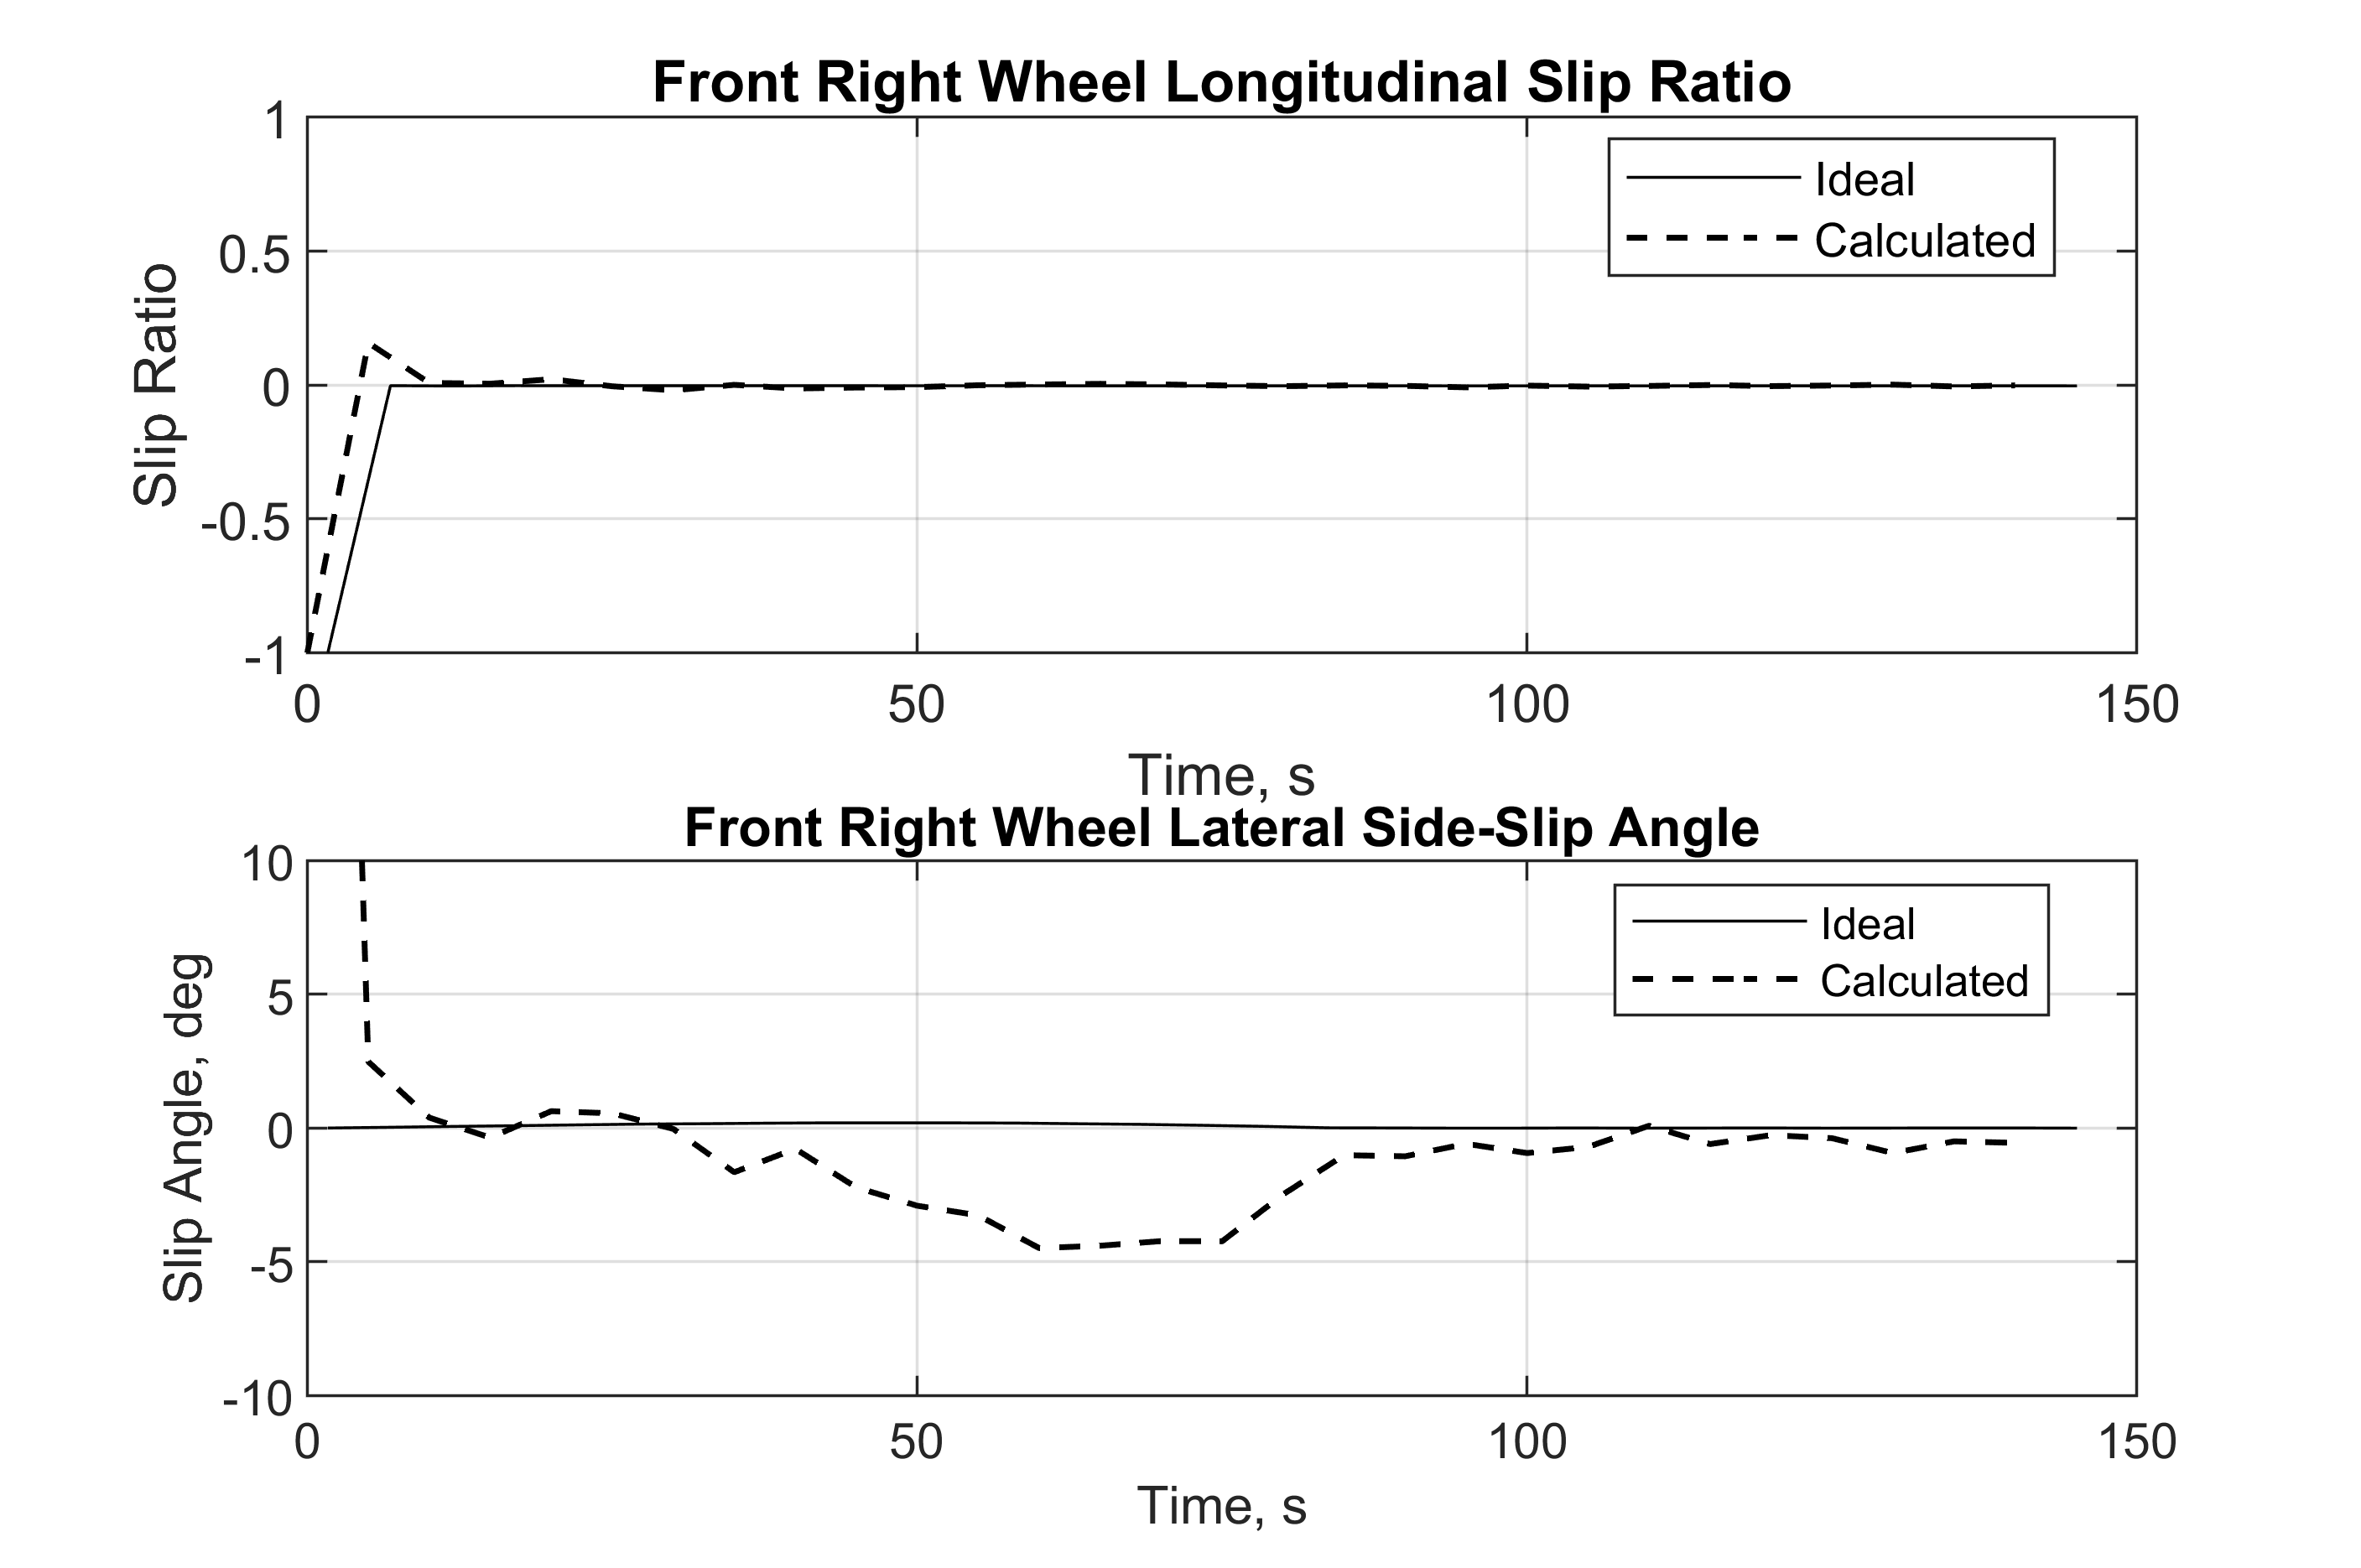 Front Right Wheel Longitudinal Slip Ratio
1
0.5
0
-0.5
-1
Slip Ratio
Ideal
Calculated
0 50 100 150
Time, s
Front Right Wheel Lateral Side-Slip Angle
10
5
0
-5
-10
Slip Angle, deg
Ideal
Calculated
0 50 100 150
Time, s